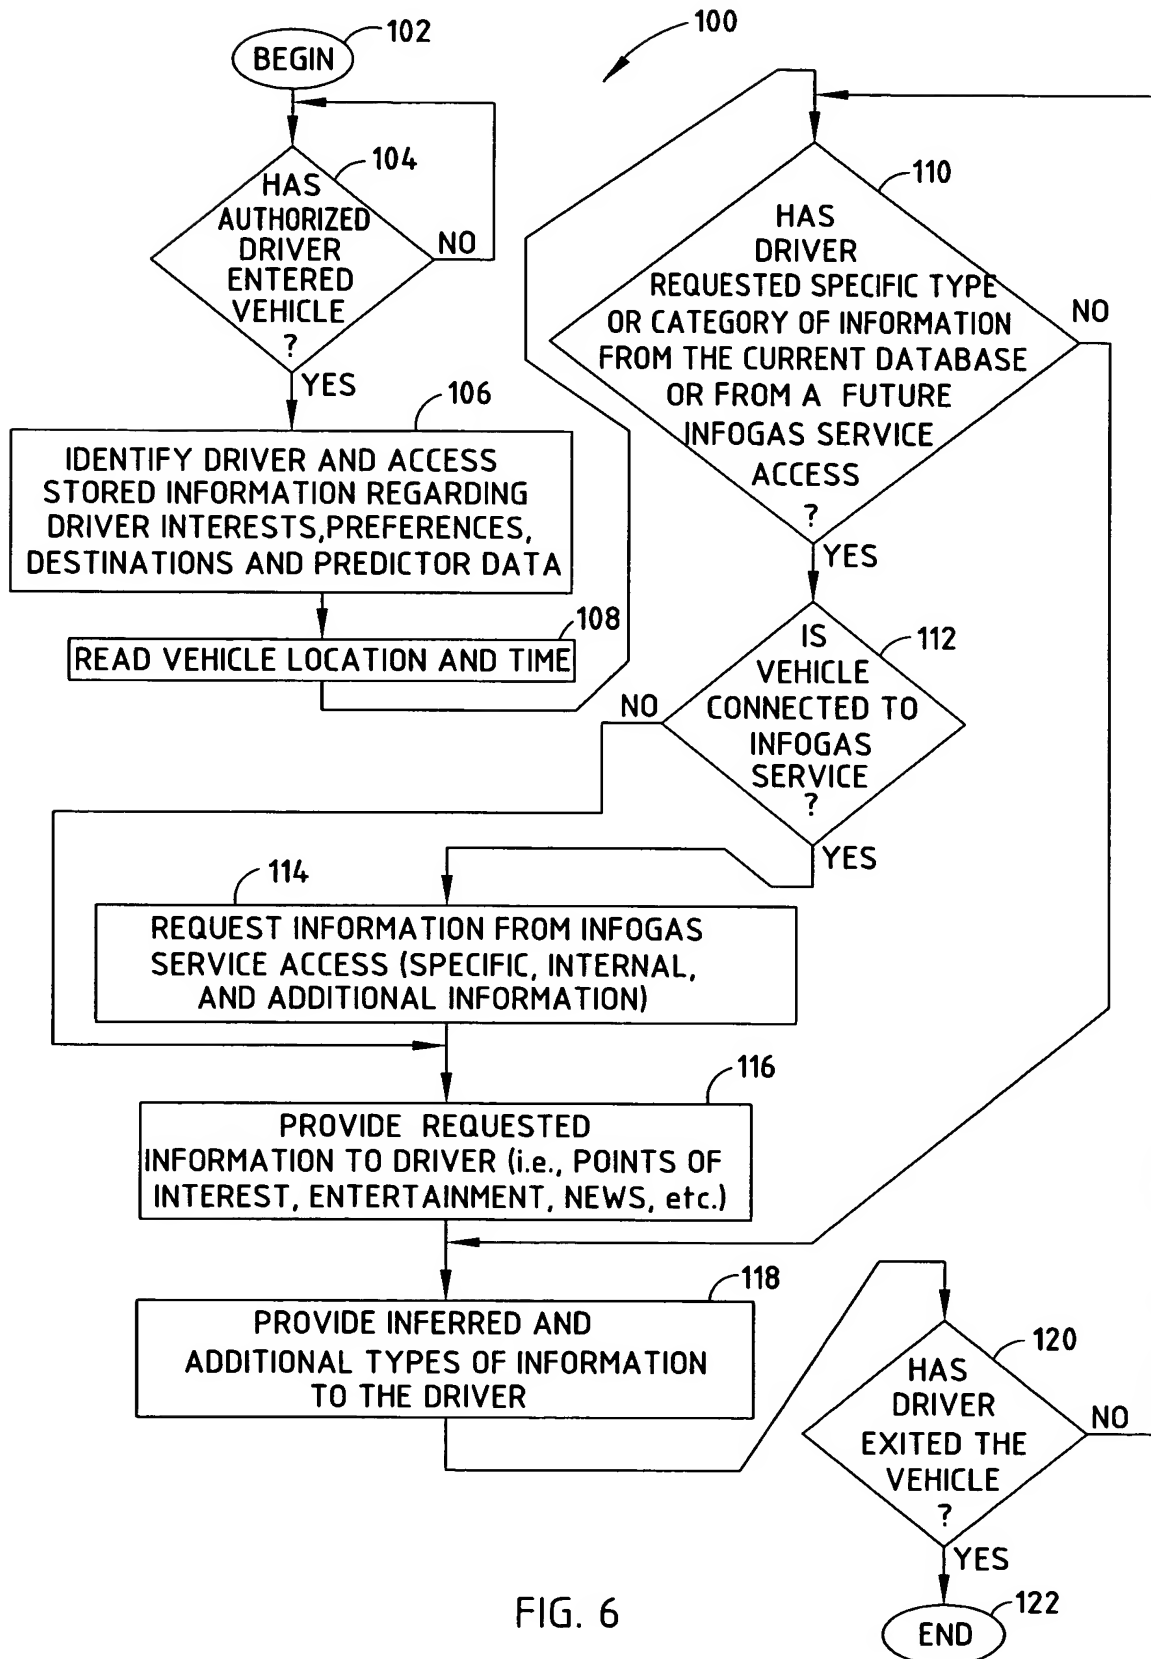 100
BEGIN
102
HAS
AUTHORIZED
DRIVER
ENTERED
VEHICLE
?
104
NO
YES
106
IDENTIFY DRIVER AND ACCESS
STORED INFORMATION REGARDING
DRIVER INTERESTS,PREFERENCES,
DESTINATIONS AND PREDICTOR DATA
108
READ VEHICLE LOCATION AND TIME
110
HAS
DRIVER
REQUESTED SPECIFIC TYPE
OR CATEGORY OF INFORMATION
FROM THE CURRENT DATABASE
OR FROM A FUTURE
INFOGAS SERVICE
ACCESS
?
NO
YES
112
IS
VEHICLE
CONNECTED TO
INFOGAS
SERVICE
?
NO
YES
114
REQUEST INFORMATION FROM INFOGAS
SERVICE ACCESS (SPECIFIC, INTERNAL,
AND ADDITIONAL INFORMATION)
116
PROVIDE REQUESTED
INFORMATION TO DRIVER (i.e., POINTS OF
INTEREST, ENTERTAINMENT, NEWS, etc.)
118
PROVIDE INFERRED AND
ADDITIONAL TYPES OF INFORMATION
TO THE DRIVER
120
HAS
DRIVER
EXITED THE
VEHICLE
?
NO
YES
END
122
FIG. 6